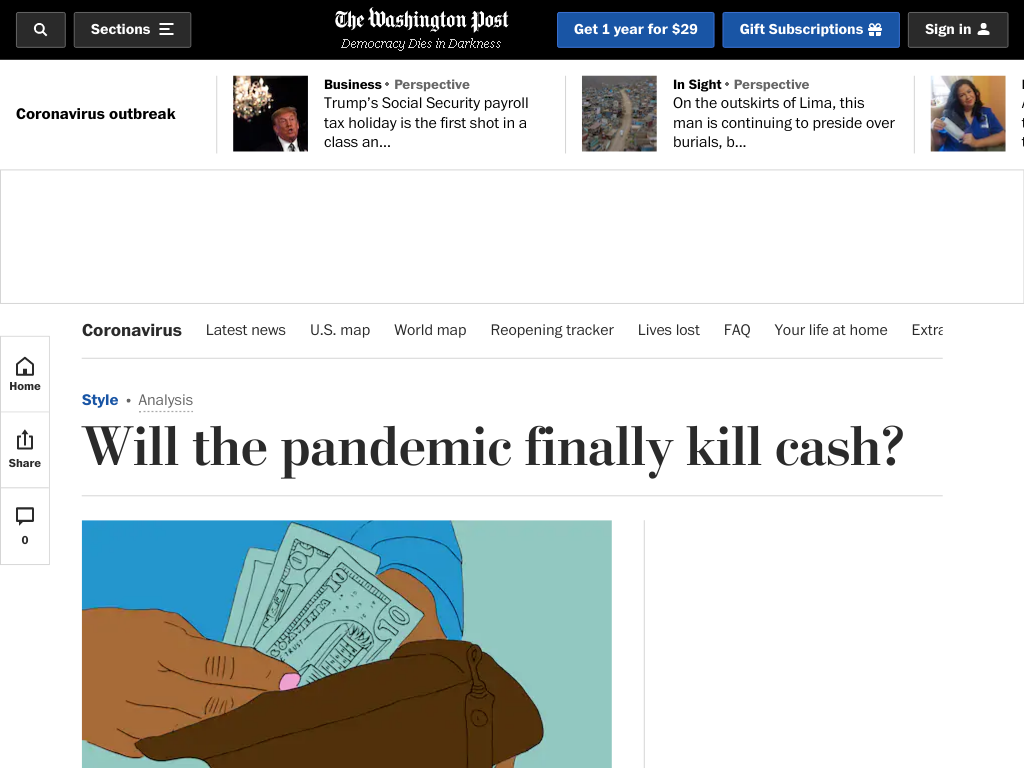 Sections
The Washington Post
Democracy Dies in Darkness
Get 1 year for $29
Gift Subscriptions
Sign in
Coronavirus outbreak
Business • Perspective
Trump's Social Security payroll
tax holiday is the first shot in a
class an...
In Sight • Perspective
On the outskirts of Lima, this
man is continuing to preside over
burials, b...
Coronavirus
Latest news
U.S. map
World map
Reopening tracker
Lives lost
FAQ
Your life at home
Extra
Home
Share
0
Style • Analysis
Will the pandemic finally kill cash?
10
10
TRUST